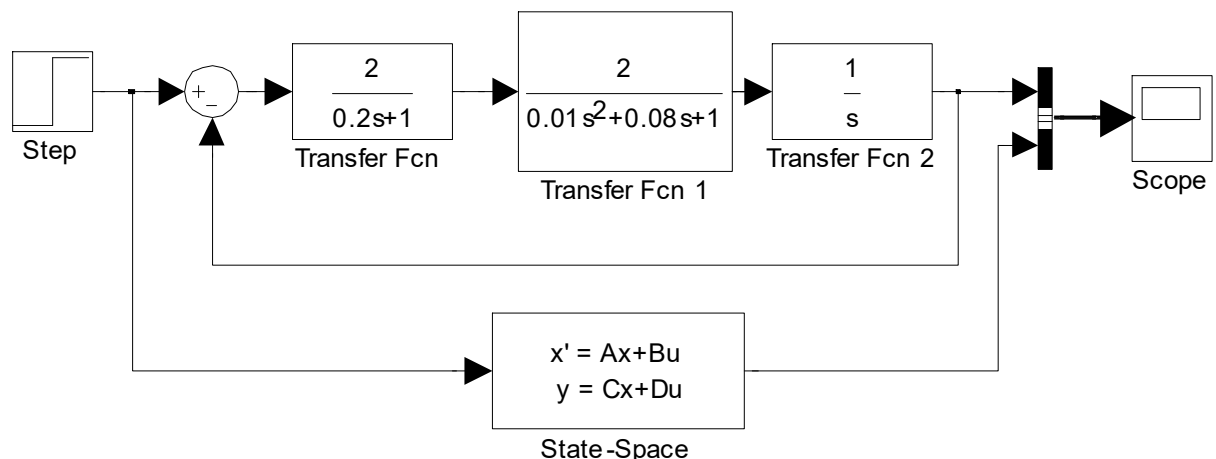 Step
+
−
2
0.2s+1
Transfer Fcn
2
0.01s²+0.08s+1
Transfer Fcn 1
1
s
Transfer Fcn 2
Scope
x' = Ax+Bu
y = Cx+Du
State-Space